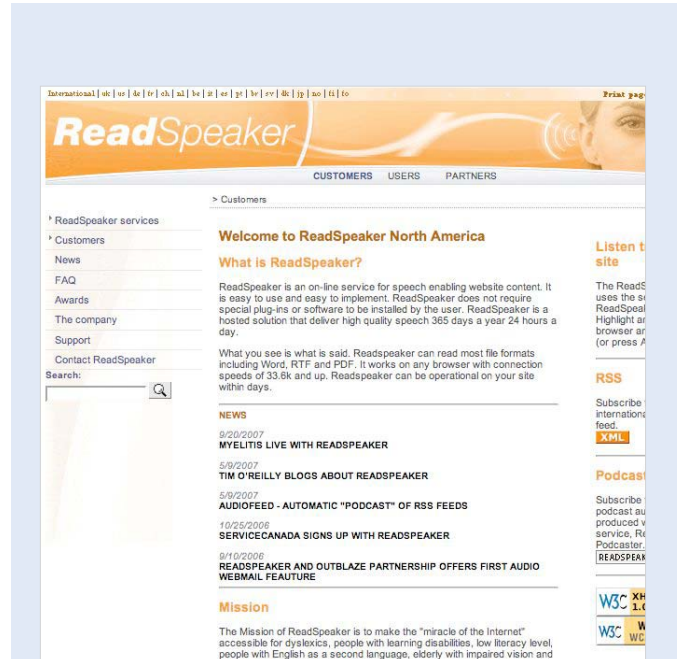 International | uk | us | de | fr | ch | nl | be | it | es | pt | br | sv | dk | jp | no | fi | fo
Print
ReadSpeaker
CUSTOMERS USERS PARTNERS
> Customers
ReadSpeaker services
Customers
News
FAQ
Awards
The company
Support
Contact ReadSpeaker
Search:
Welcome to ReadSpeaker North America
What is ReadSpeaker?
ReadSpeaker is an on-line service for speech enabling website content. It
is easy to use and easy to implement. ReadSpeaker does not require
special plug-ins or software to be installed by the user. ReadSpeaker is a
hosted solution that deliver high quality speech 365 days a year 24 hours a
day.
What you see is what is said. Readspeaker can read most file formats
including Word, RTF and PDF. It works on any browser with connection
speeds of 33.6k and up. Readspeaker can be operational on your site
within days.
NEWS
9/20/2007
MYELITIS LIVE WITH READSPEAKER
5/9/2007
TIM O'REILLY BLOGS ABOUT READSPEAKER
5/9/2007
AUDIOFEED - AUTOMATIC "PODCAST" OF RSS FEEDS
10/25/2006
SERVICECANADA SIGNS UP WITH READSPEAKER
9/10/2006
READSPEAKER AND OUTBLAZE PARTNERSHIP OFFERS FIRST AUDIO
WEBMAIL FEAUTURE
Mission
The Mission of ReadSpeaker is to make the "miracle of the Internet"
accessible for dyslexics, people with learning disabilities, low literacy level,
people with English as a second language, elderly with impaired vision and
Listen
site
The
uses the
Highlight
browser
(or press
RSS
Subscribe
feed.
XML
Subscribe
podcast
produced
service,
Podcaster.
W3C
W3C